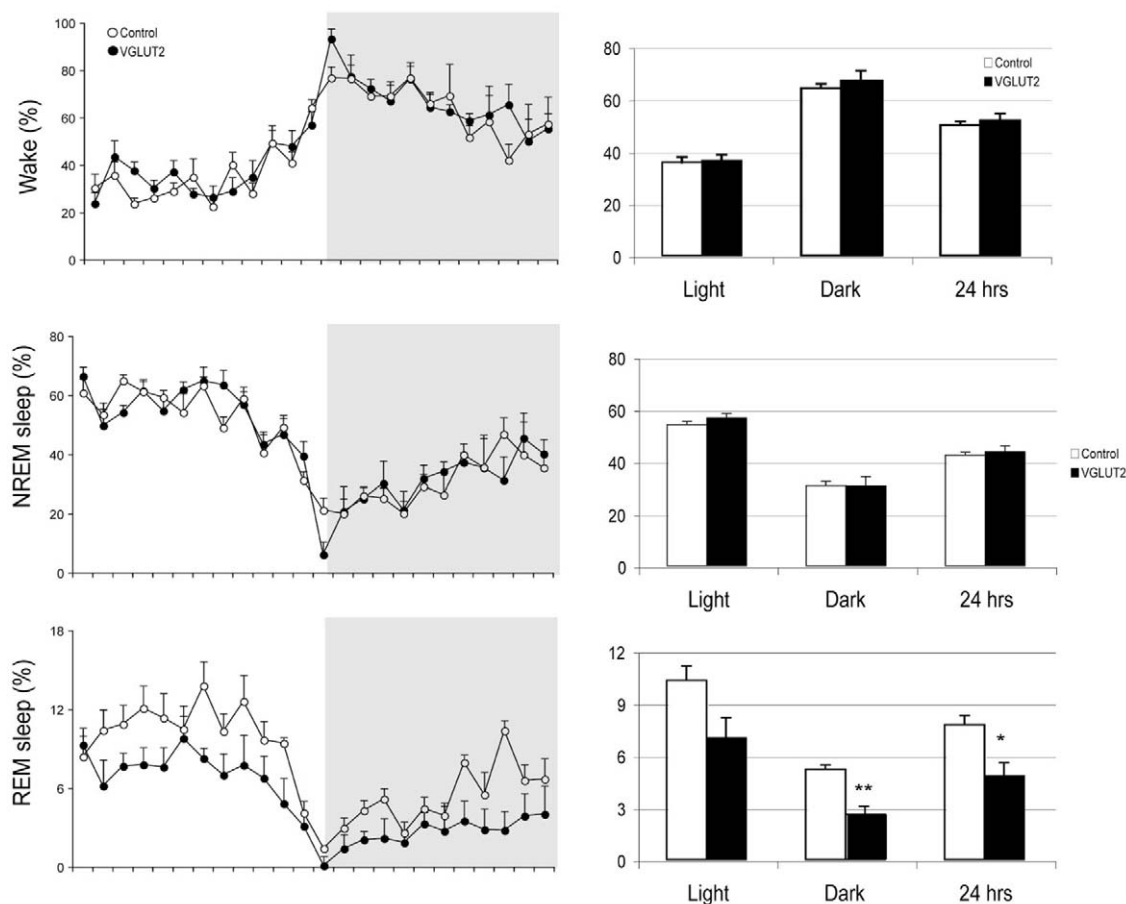 Wake (%)
100
80
60
40
20
0
Control
VGLUT2
80
60
40
20
0
Control
VGLUT2
Light
Dark
24 hrs
NREM sleep (%)
80
60
40
20
0
80
60
40
20
0
Control
VGLUT2
Light
Dark
24 hrs
REM sleep (%)
18
12
6
0
12
9
6
3
0
**
*
Light
Dark
24 hrs